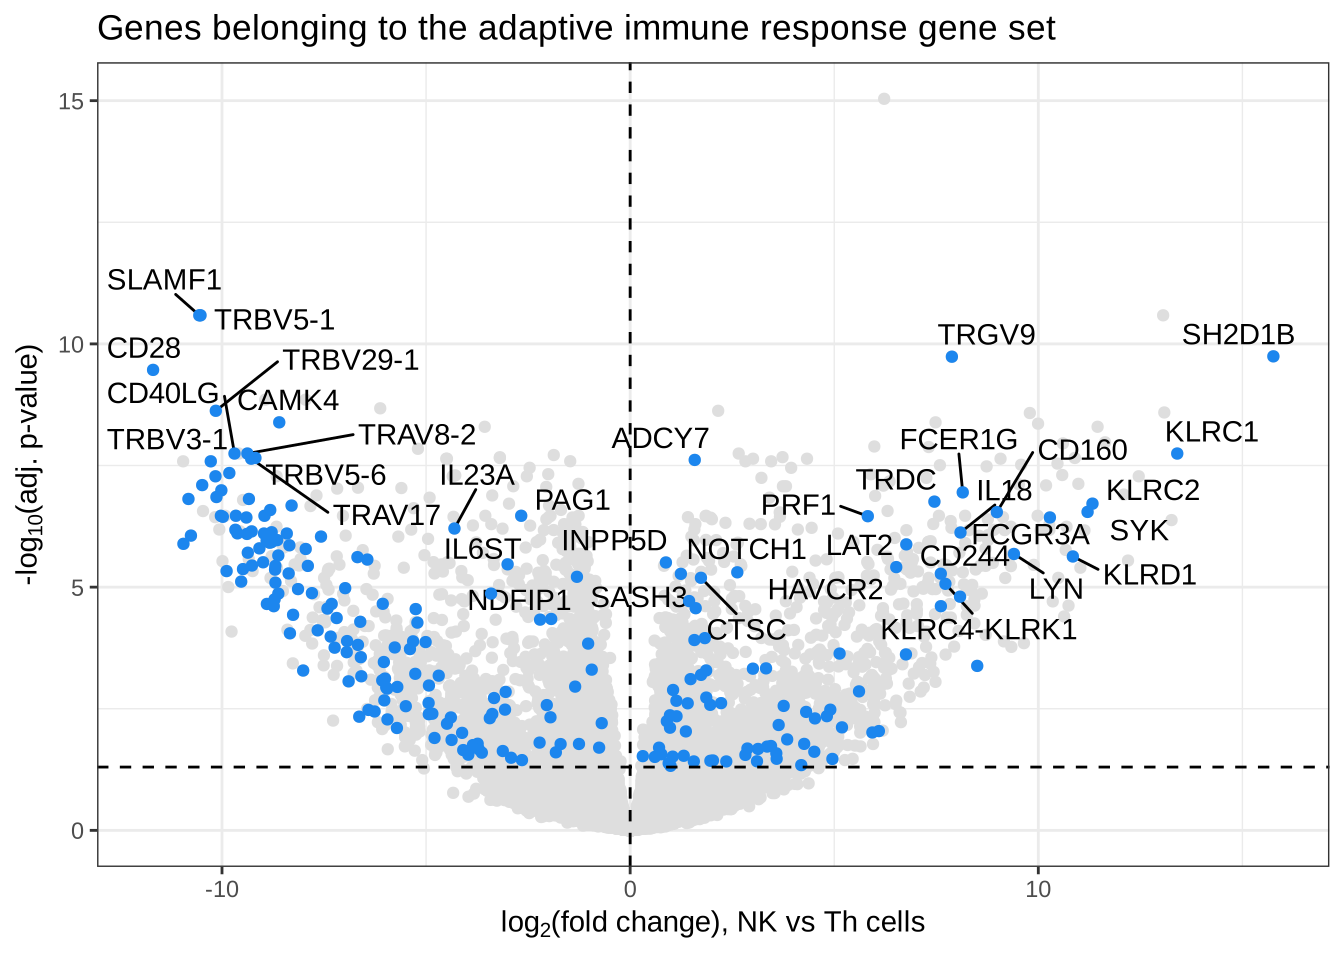 Genes belonging to the adaptive immune response gene set
15
10
5
0
-log10(adj. p-value)
SLAMF1
TRBV5-1
CD28
TRBV29-1
CD40LG
CAMK4
TRBV3-1
TRAV8-2
TRBV5-6
TRAV17
IL23A
PAG1
IL6ST
INPP5D
NDFIP1
SASH3
ADCY7
NOTCH1
CTSC
HAVCR2
PRF1
LAT2
TRDC
FCER1G
TRGV9
SH2D1B
KLRC1
CD160
IL18
KLRC2
FCGR3A
SYK
CD244
KLRD1
LYN
KLRC4-KLRK1
-10
0
10
log2(fold change), NK vs Th cells